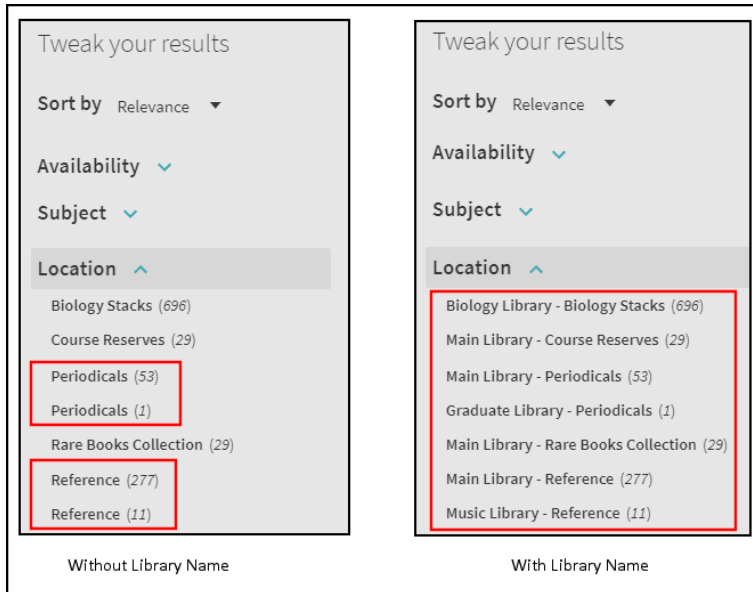 Tweak your results
Sort by Relevance
Availability
Subject
Location
Biology Stacks (696)
Course Reserves (29)
Periodicals (53)
Periodicals (1)
Rare Books Collection (29)
Reference (277)
Reference (11)
Without Library Name
Tweak your results
Sort by Relevance
Availability
Subject
Location
Biology Library - Biology Stacks (696)
Main Library - Course Reserves (29)
Main Library - Periodicals (53)
Graduate Library - Periodicals (1)
Main Library - Rare Books Collection (29)
Main Library - Reference (277)
Music Library - Reference (11)
With Library Name